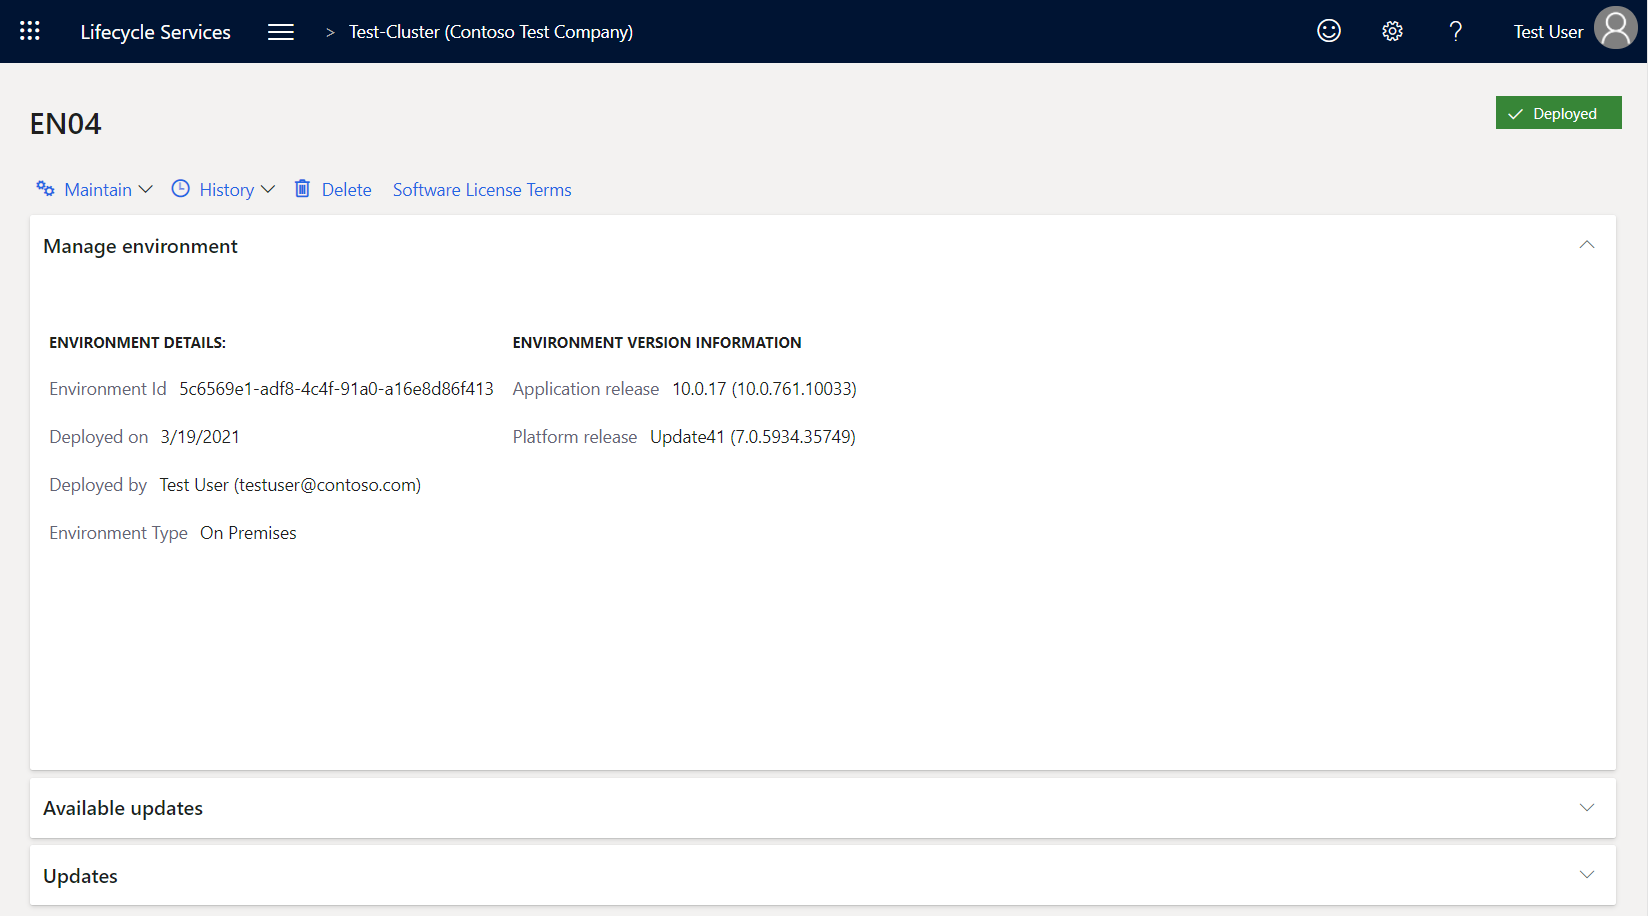 Lifecycle Services > Test-Cluster (Contoso Test Company) ? Test User
EN04
Deployed
Maintain History Delete Software License Terms
Manage environment
ENVIRONMENT DETAILS:
Environment Id 5c6569e1-adf8-4c4f-91a0-a16e8d86f413
Deployed on 3/19/2021
Deployed by Test User (testuser@contoso.com)
Environment Type On Premises
ENVIRONMENT VERSION INFORMATION
Application release 10.0.17 (10.0.761.10033)
Platform release Update41 (7.0.5934.35749)
Available updates
Updates